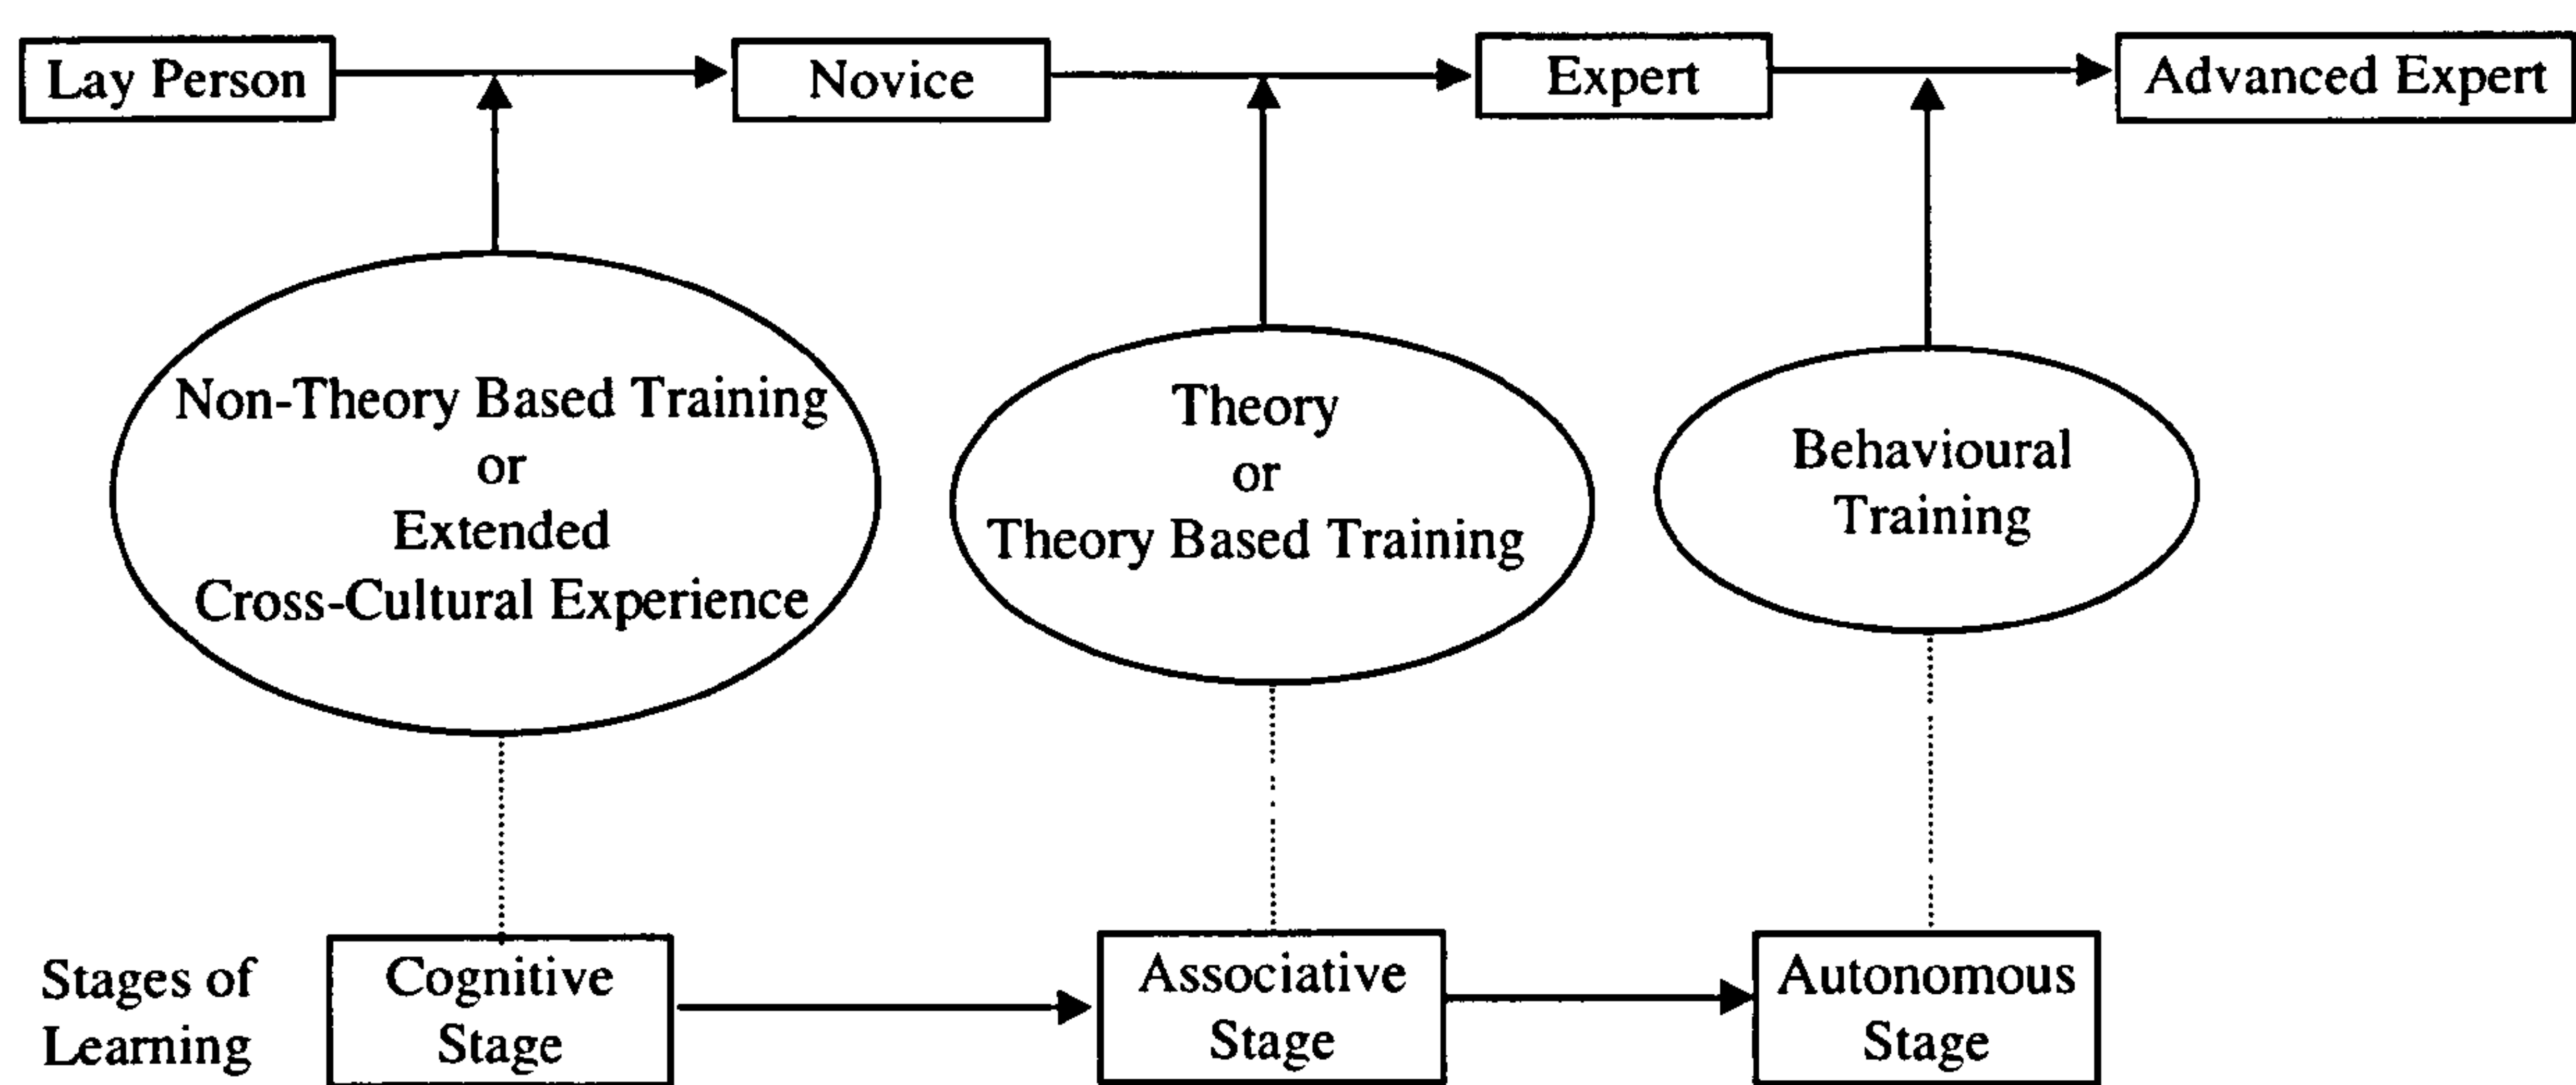 Lay Person
Novice
Expert
Advanced Expert
Non-Theory Based Training
or
Extended
Cross-Cultural Experience
Theory
or
Theory Based Training
Behavioural
Training
Stages of
Learning
Cognitive
Stage
Associative
Stage
Autonomous
Stage